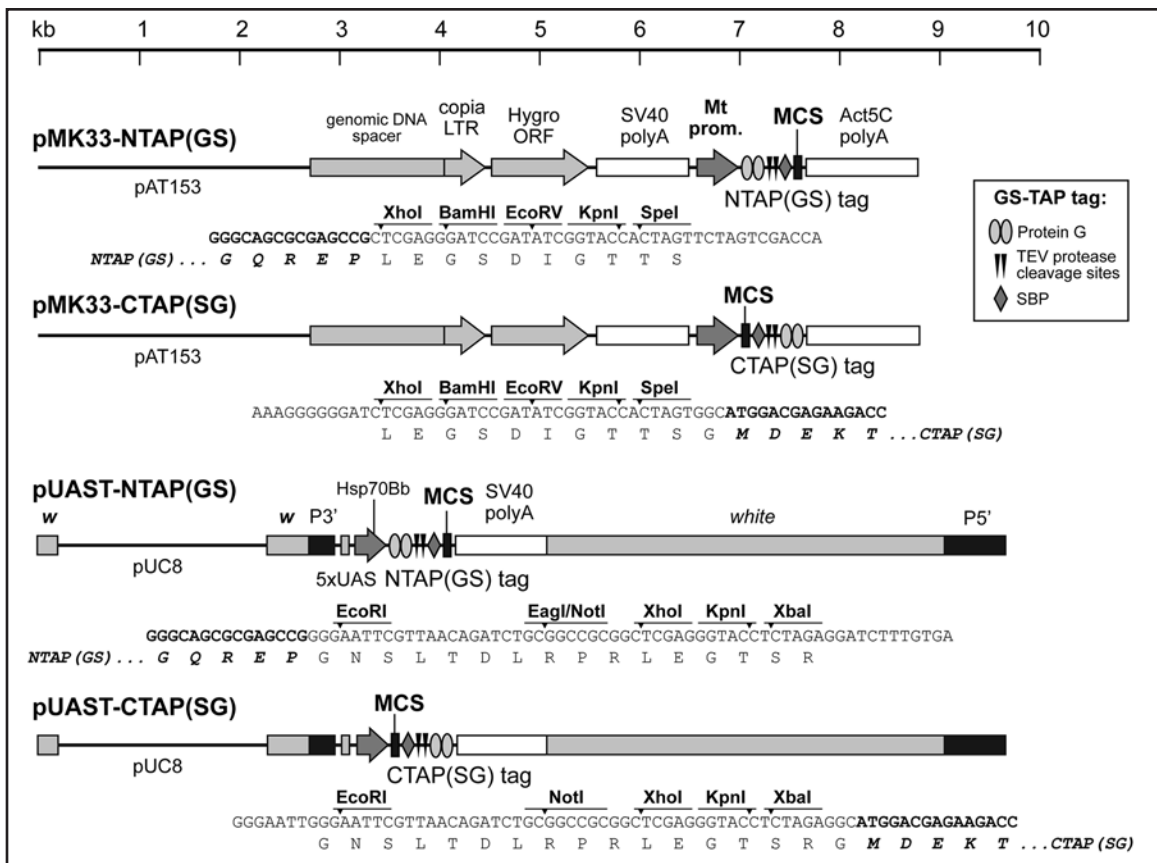 kb 1 2 3 4 5 6 7 8 9 10
pMK33-NTAP(GS)
genomic DNA
spacer
copia
LTR
Hygro
ORF
SV40
polyA
Mt
prom.
MCS
Act5C
polyA
pAT153
NTAP(GS) tag
XhoI BamHI EcoRV KpnI SpeI
GGGCAGCGCGAGCCGCTCGAGGGATCCGATATCGGTACCACTAGTTCTAGTCGACCA
NTAP(GS)... G Q R E P L E G S D I G T T S
GS-TAP tag:
Protein G
TEV protease
cleavage sites
SBP
pMK33-CTAP(SG)
MCS
pAT153
CTAP(SG) tag
XhoI BamHI EcoRV KpnI SpeI
AAAGGGGGGATCCTCGAGGGATCCGATATCGGTACCACTAGTGGCATGGACGAGAAGACC
L E G S D I G T T S G M D E K T ...CTAP(SG)
pUAST-NTAP(GS)
Hsp70Bb
MCS
SV40
polyA
w w P3' white P5'
pUC8
5xUAS NTAP(GS) tag
EcoRI EagI/NotI XhoI KpnI XbaI
GGGCAGCGCGAGCCGGGGAATTCGTTAACAGATCTGCGGCCGCGGCTCGAGGGTACCTCTAGAGGATCTTTGTGA
NTAP(GS)... G Q R E P G N S L T D L R P R L E G T S R
pUAST-CTAP(SG)
MCS
pUC8
CTAP(SG) tag
EcoRI NotI XhoI KpnI XbaI
GGGAATTGGGAATTCGTTAACAGATCTGCGGCCGCGGCTCGAGGGTACCTCTAGAGGCATGGACGAGAAGACC
G N S L T D L R P R L E G T S R G M D E K T ...CTAP(SG)